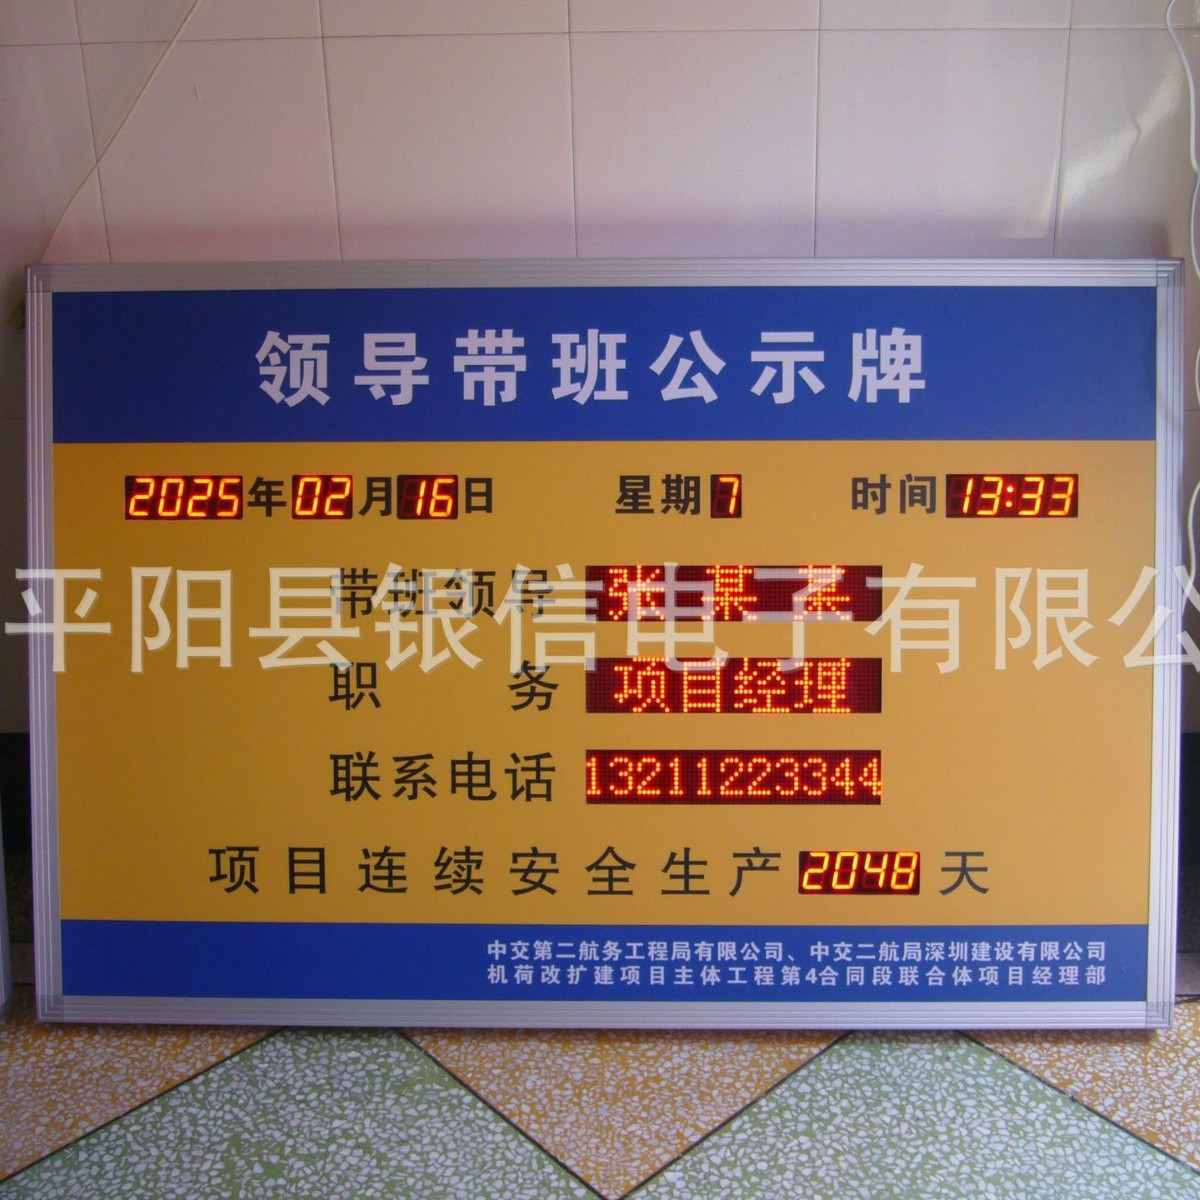 领导带班公示牌
2025年02月16日 星期7 时间13:33
带班领导 张某某
平阳县银信电子有限公
职务 项目经理
联系电话 13211223344
项目连续安全生产2048天
中交第二航务工程局有限公司、中交二航局深圳建设有限公司
机荷改扩建项目主体工程第4合同段联合体项目经理部